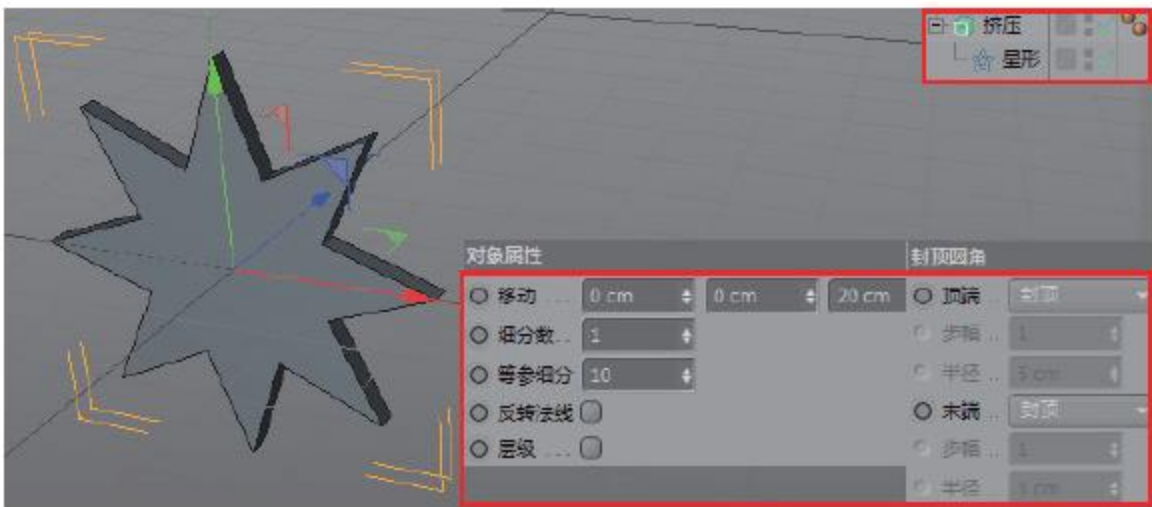 挤压
星形
对象属性
封顶圆角
移动 . . . 0 cm 0 cm 20 cm
顶端 . . 封顶
细分数 . . 1
步幅 . . 1
等参细分 10
半径 . . 5 cm
反转法线
末端 . . 封顶
层级 . . .
步幅 . . 1
半径 . .